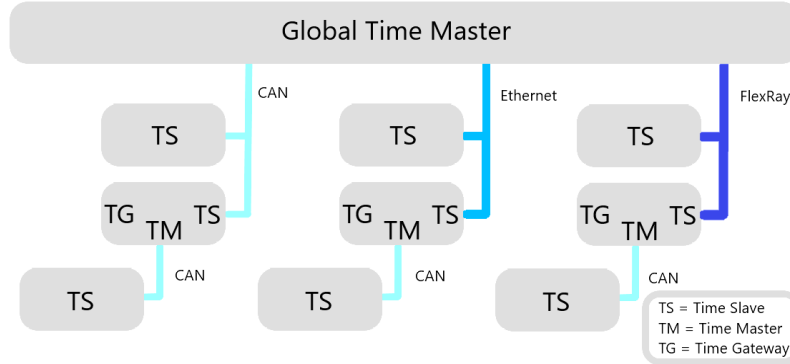 Global Time Master
CAN
Ethernet
FlexRay
TS
TS
TS
TG TM TS
TG TM TS
TG TM TS
CAN
CAN
CAN
TS
TS
TS
TS = Time Slave
TM = Time Master
TG = Time Gateway